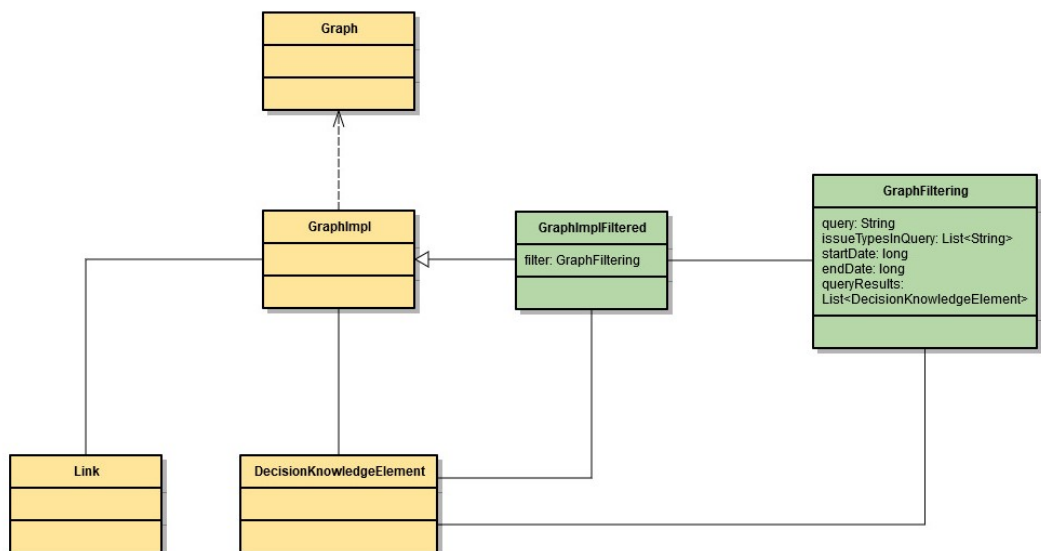 Graph
GraphImpl
GraphImplFiltered
filter: GraphFiltering
GraphFiltering
query: String
issueTypesInQuery: List<String>
startDate: long
endDate: long
queryResults:
List<DecisionKnowledgeElement>
Link
DecisionKnowledgeElement